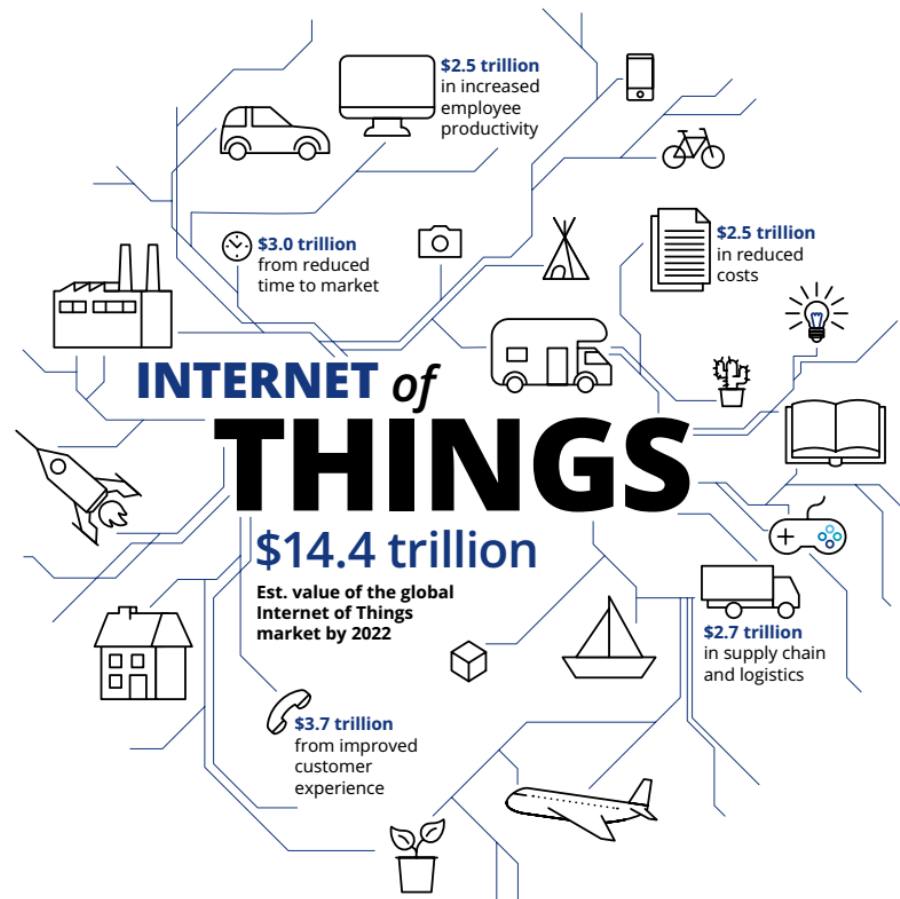 $2.5 trillion
in increased
employee
productivity
$3.0 trillion
from reduced
time to market
$2.5 trillion
in reduced
costs
INTERNET of
THINGS
$14.4 trillion
Est. value of the global
Internet of Things
market by 2022
$2.7 trillion
in supply chain
and logistics
$3.7 trillion
from improved
customer
experience